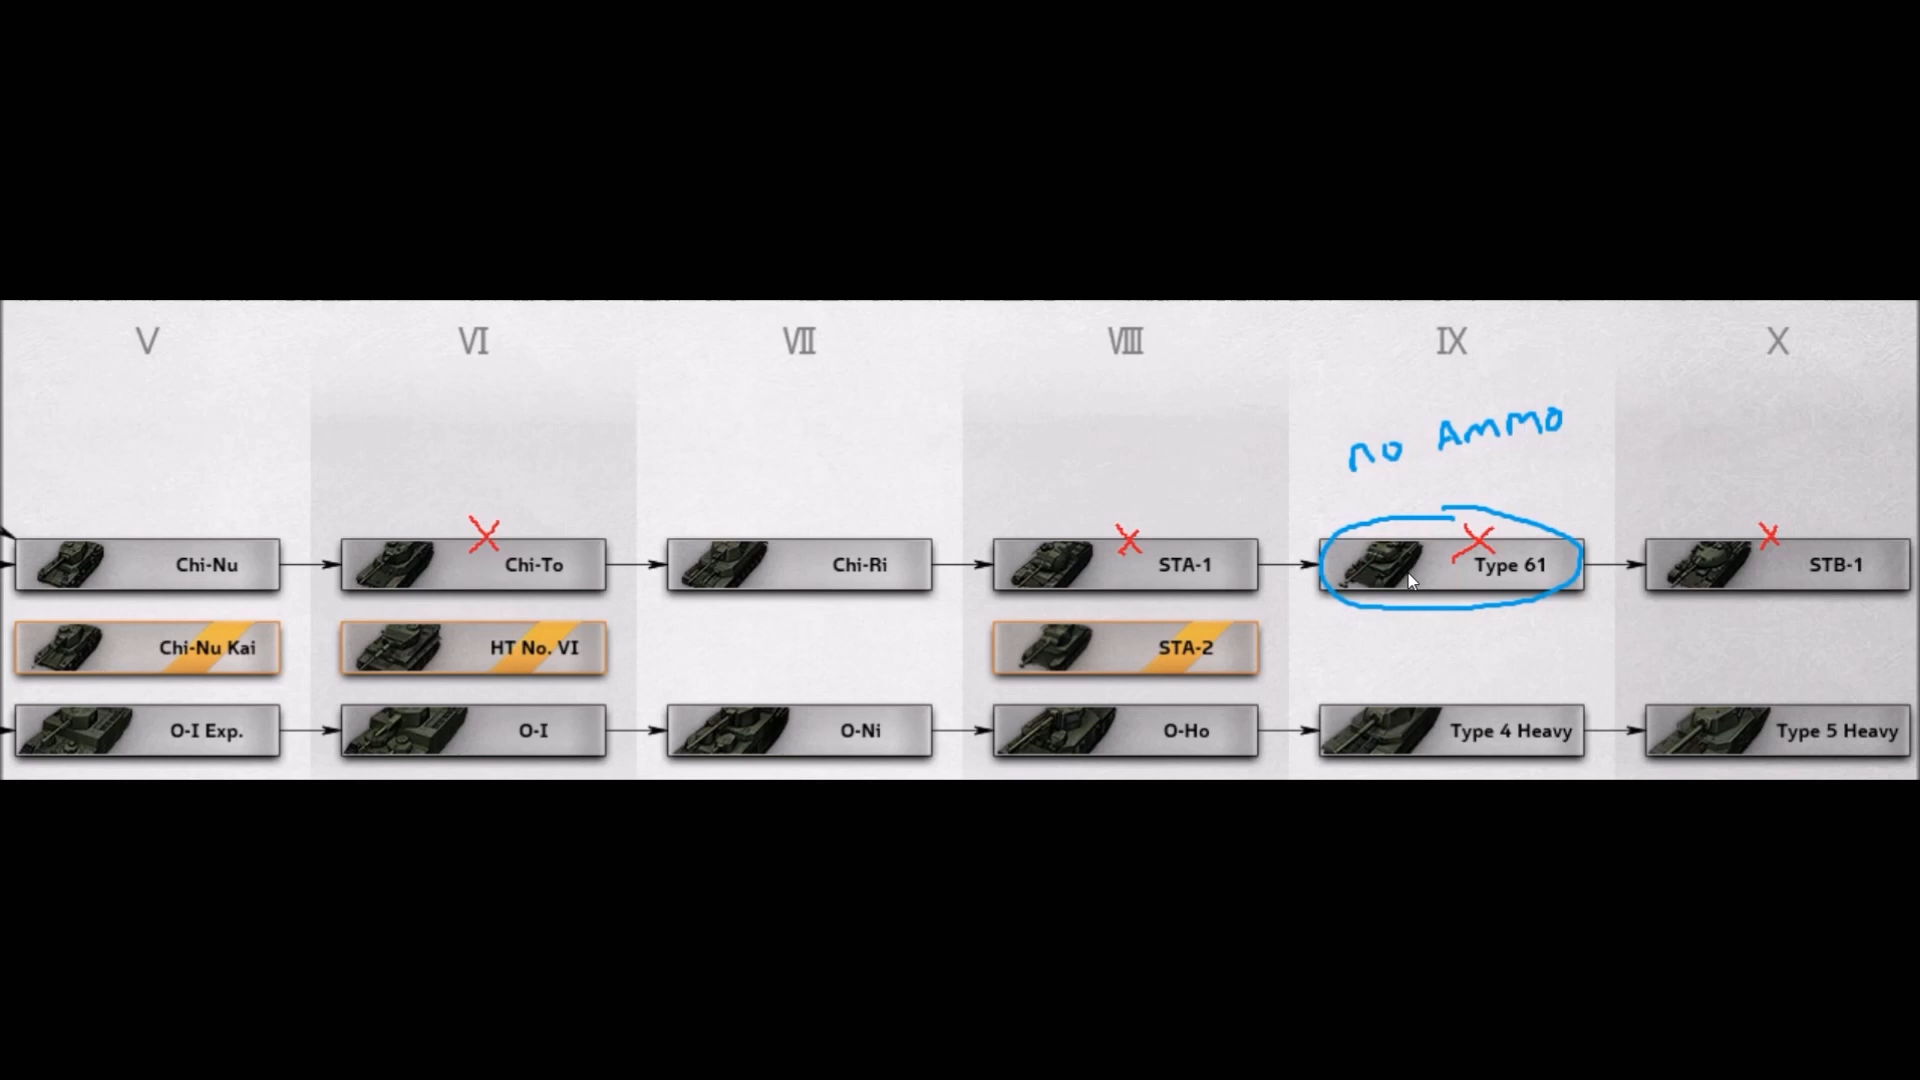 V VI VII VIII IX X
no Ammo
Chi-Nu Chi-To Chi-Ri STA-1 Type 61 STB-1
Chi-Nu Kai HT No. VI STA-2
O-I Exp. O-I O-Ni O-Ho Type 4 Heavy Type 5 Heavy